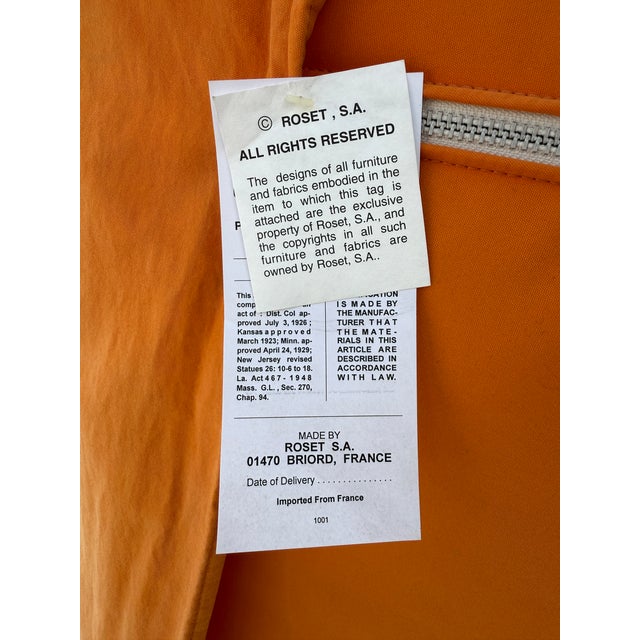 © ROSET , S.A.
ALL RIGHTS RESERVED
The designs of all furniture
and fabrics embodied in the
item to which this tag is
attached are the exclusive
property of Roset, S.A., and
the copyrights in all such
furniture and fabrics are
owned by Roset, S.A..
This
comp
act of : Dist. Col ap-
proved July 3, 1926 ;
Kansas approved
March 1923; Minn. ap-
proved April 24, 1929;
New Jersey revised
Statues 26: 10-6 to 18.
La. Act 467-1948
Mass. G.L., Sec. 270,
Chap. 94.
IS MADE BY
THE MANUFAC-
TURER THAT
THE MATE-
RIALS IN THIS
ARTICLE ARE
DESCRIBED IN
ACCORDANCE
WITH LAW.
MADE BY
ROSET S.A.
01470 BRIORD, FRANCE
Date of Delivery . . . . . . . . . . . . . . .
Imported From France
1001